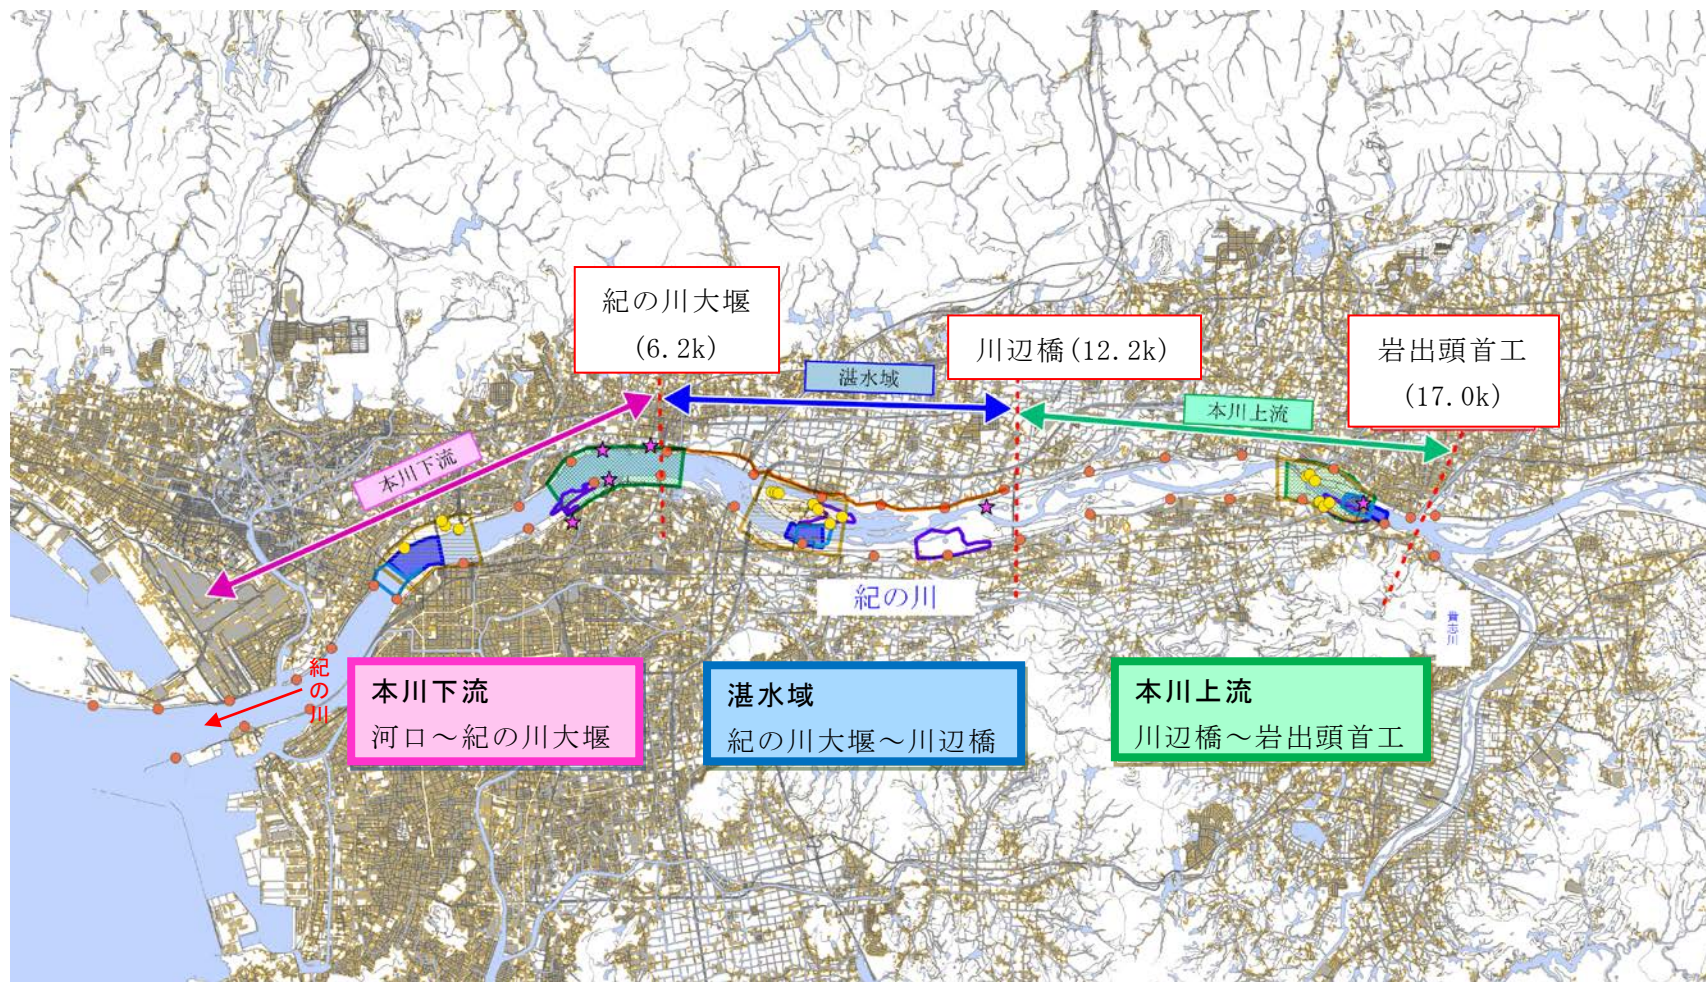 紀の川大堰
(6.2k)
川辺橋(12.2k)
岩出頭首工
(17.0k)
湛水域
本川上流
本川下流
紀の川
貴志川
紀の川
本川下流
河口～紀の川大堰
湛水域
紀の川大堰～川辺橋
本川上流
川辺橋～岩出頭首工